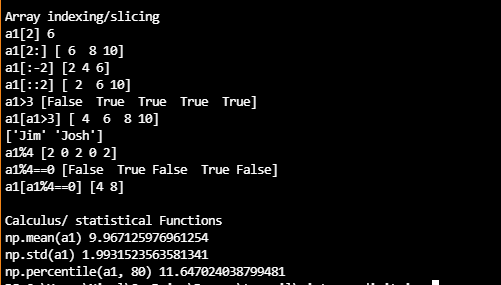 Array indexing/slicing
a1[2] 6
a1[2:] [ 6  8 10]
a1[:-2] [2 4 6]
a1[::2] [ 2  6 10]
a1>3 [False  True  True  True  True]
a1[a1>3] [ 4  6  8 10]
['Jim' 'Josh']
a1%4 [2 0 2 0 2]
a1%4==0 [False  True False  True False]
a1[a1%4==0] [4 8]
Calculus/ statistical Functions
np.mean(a1) 9.967125976961254
np.std(a1) 1.9931523563581341
np.percentile(a1, 80) 11.647024038799481